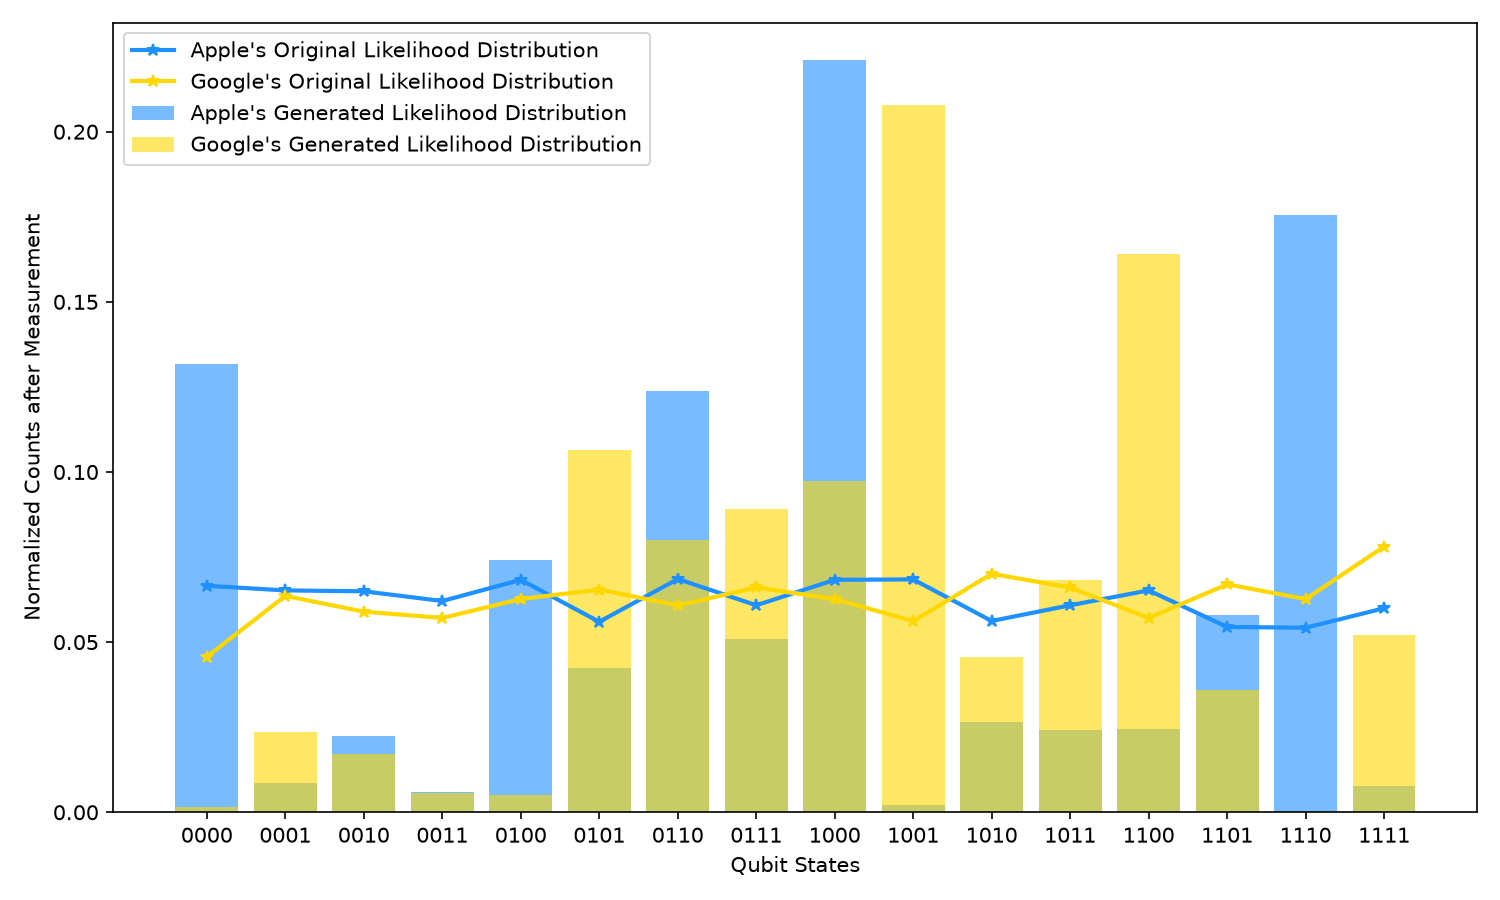 Apple's Original Likelihood Distribution
Google's Original Likelihood Distribution
Apple's Generated Likelihood Distribution
Google's Generated Likelihood Distribution
Normalized Counts after Measurement
0.20
0.15
0.10
0.05
0.00
0000 0001 0010 0011 0100 0101 0110 0111 1000 1001 1010 1011 1100 1101 1110 1111
Qubit States